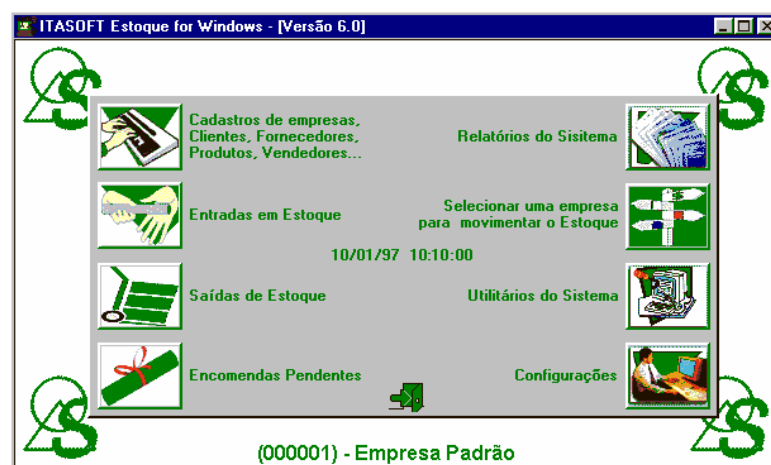 ITASOFT Estoque for Windows - [Versão 6.0]
Cadastros de empresas,
Clientes, Fornecedores,
Produtos, Vendedores...
Relatórios do Sisitema
Entradas em Estoque
Selecionar uma empresa
para movimentar o Estoque
10/01/97 10:10:00
Saídas de Estoque
Utilitários do Sistema
Encomendas Pendentes
Configurações
(000001) - Empresa Padrão